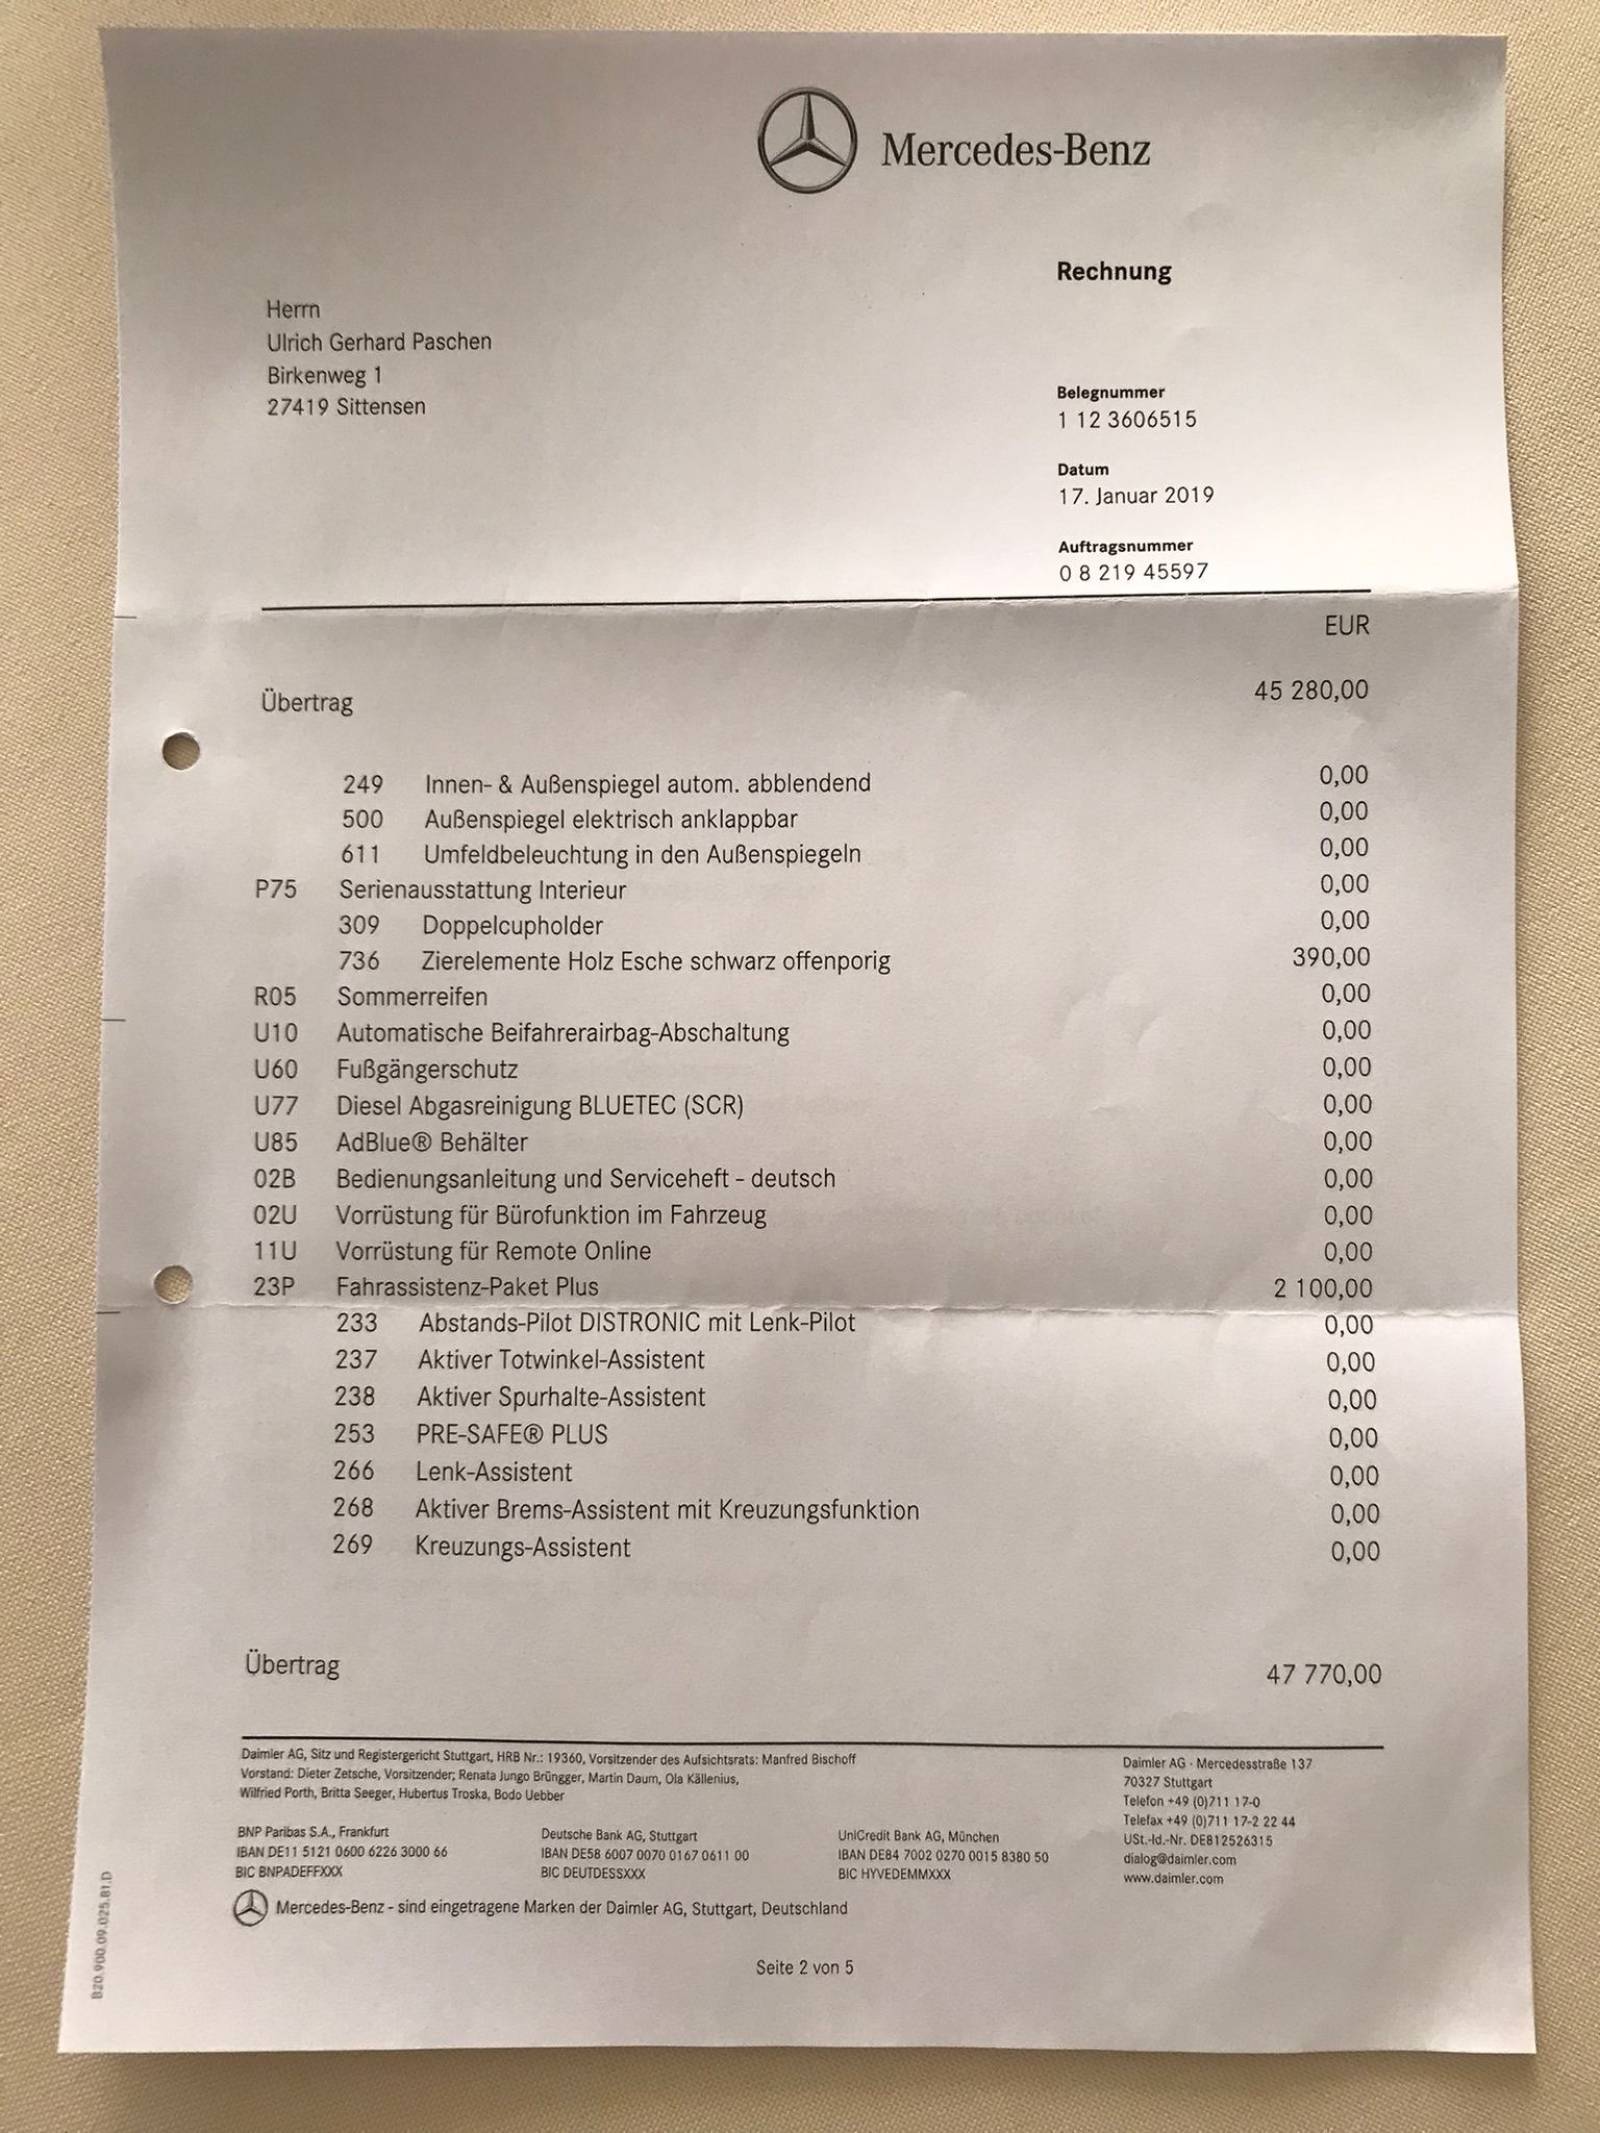 Mercedes-Benz
Rechnung
Herrn
Ulrich Gerhard Paschen
Birkenweg 1
27419 Sittensen
Belegnummer
1 12 3606515
Datum
17. Januar 2019
Auftragsnummer
0 8 219 45597
EUR
Übertrag 45 280,00
249 Innen- & Außenspiegel autom. abblendend 0,00
500 Außenspiegel elektrisch anklappbar 0,00
611 Umfeldbeleuchtung in den Außenspiegeln 0,00
P75 Serienausstattung Interieur 0,00
309 Doppelcupholder 0,00
736 Zierelemente Holz Esche schwarz offenporig 390,00
R05 Sommerreifen 0,00
U10 Automatische Beifahrerairbag-Abschaltung 0,00
U60 Fußgängerschutz 0,00
U77 Diesel Abgasreinigung BLUETEC (SCR) 0,00
U85 AdBlue® Behälter 0,00
02B Bedienungsanleitung und Serviceheft - deutsch 0,00
02U Vorrüstung für Bürofunktion im Fahrzeug 0,00
11U Vorrüstung für Remote Online 0,00
23P Fahrassistenz-Paket Plus 2 100,00
233 Abstands-Pilot DISTRONIC mit Lenk-Pilot 0,00
237 Aktiver Totwinkel-Assistent 0,00
238 Aktiver Spurhalte-Assistent 0,00
253 PRE-SAFE® PLUS 0,00
266 Lenk-Assistent 0,00
268 Aktiver Brems-Assistent mit Kreuzungsfunktion 0,00
269 Kreuzungs-Assistent 0,00
Übertrag 47 770,00
Daimler AG, Sitz und Registergericht Stuttgart, HRB Nr.: 19360, Vorsitzender des Aufsichtsrats: Manfred Bischoff
Vorstand: Dieter Zetsche, Vorsitzender; Renata Jungo Brüngger, Martin Daum, Ola Källenius,
Wilfried Porth, Britta Seeger, Hubertus Troska, Bodo Uebber
BNP Paribas S.A., Frankfurt
IBAN DE11 5121 0600 6226 3000 66
BIC BNPADEFFXXX
Deutsche Bank AG, Stuttgart
IBAN DE58 6007 0070 0167 0611 00
BIC DEUTDESSXXX
UniCredit Bank AG, München
IBAN DE84 7002 0270 0015 8380 50
BIC HYVEDEMMXXX
Daimler AG · Mercedesstraße 137
70327 Stuttgart
Telefon +49 (0)711 17-0
Telefax +49 (0)711 17-2 22 44
USt.-Id.-Nr. DE812526315
dialog@daimler.com
www.daimler.com
Mercedes-Benz - sind eingetragene Marken der Daimler AG, Stuttgart, Deutschland
Seite 2 von 5
B20.900.09.025.81.D